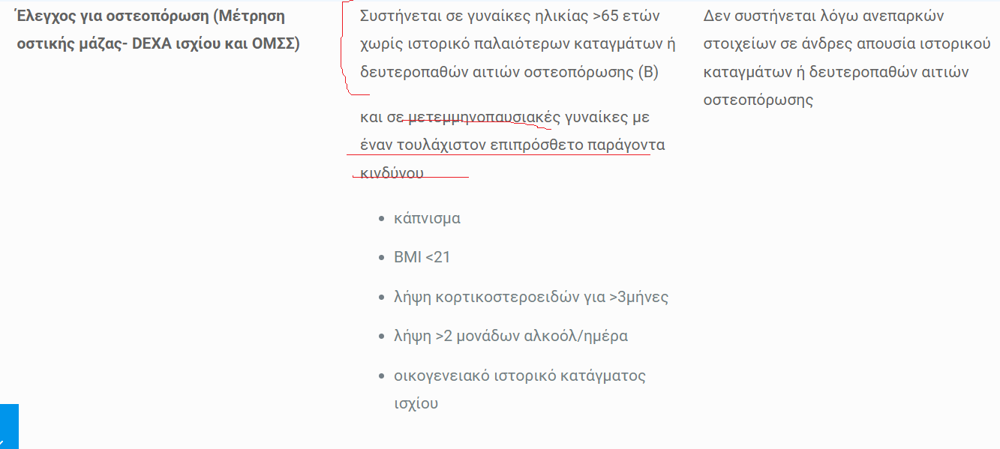 Έλεγχος για οστεοπόρωση (Μέτρηση
οστικής μάζας- DEXA ισχίου και ΟΜΣΣ)
Συστήνεται σε γυναίκες ηλικίας >65 ετών
χωρίς ιστορικό παλαιότερων καταγμάτων ή
δευτεροπαθών αιτιών οστεοπόρωσης (Β)
και σε μετεμμηνοπαυσιακές γυναίκες με
έναν τουλάχιστον επιπρόσθετο παράγοντα
κινδύνου
κάπνισμα
BMI <21
λήψη κορτικοστεροειδών για >3μήνες
λήψη >2 μονάδων αλκοόλ/ημέρα
οικογενειακό ιστορικό κατάγματος
ισχίου
Δεν συστήνεται λόγω ανεπαρκών
στοιχείων σε άνδρες απουσία ιστορικού
καταγμάτων ή δευτεροπαθών αιτιών
οστεοπόρωσης